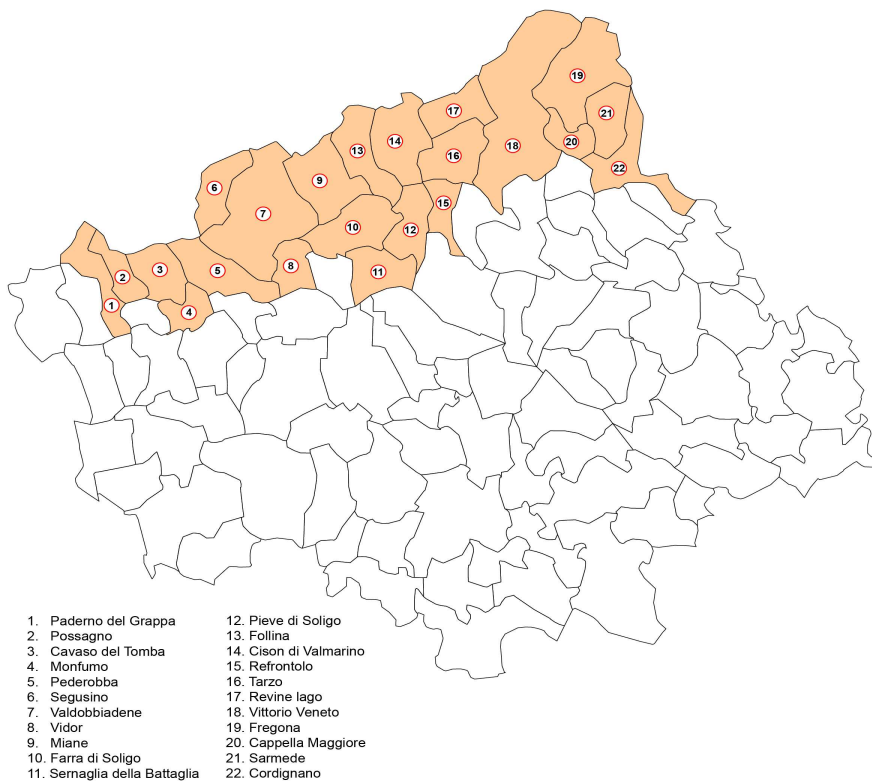 19
17
21
14
20
13
18
16
22
9
6
15
7
10
12
8
3
5
11
2
1
4
1. Paderno del Grappa
2. Possagno
3. Cavaso del Tomba
4. Monfumo
5. Pederobba
6. Segusino
7. Valdobbiadene
8. Vidor
9. Miane
10. Farra di Soligo
11. Sernaglia della Battaglia
12. Pieve di Soligo
13. Follina
14. Cison di Valmarino
15. Refrontolo
16. Tarzo
17. Revine lago
18. Vittorio Veneto
19. Fregona
20. Cappella Maggiore
21. Sarmede
22. Cordignano